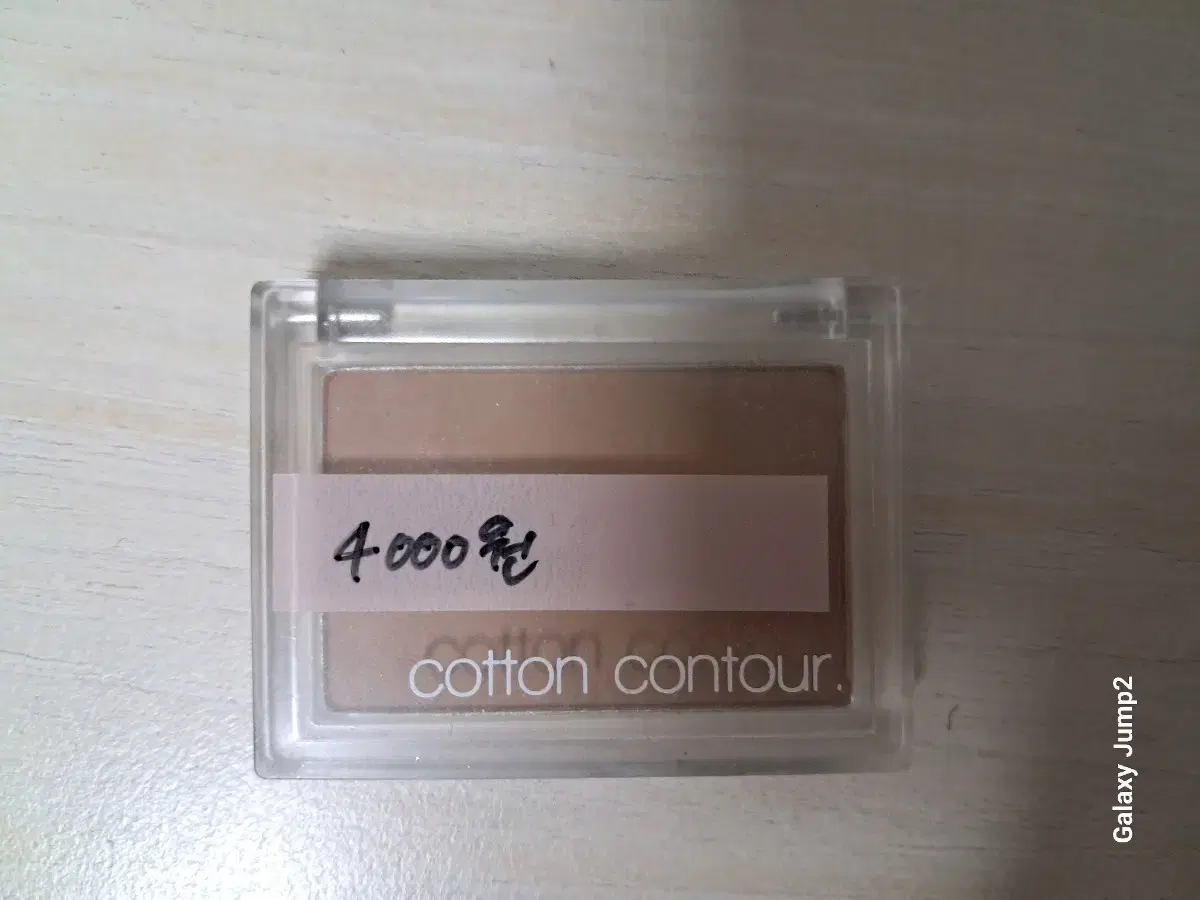 4.000원
cotton contour.
Galaxy Jump2